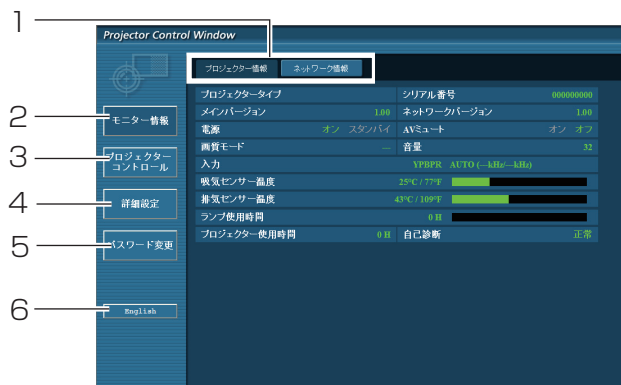 1
Projector Control Window
プロジェクター情報 ネットワーク情報
プロジェクタータイプ シリアル番号 000000000
メインバージョン 1.00 ネットワークバージョン 1.00
2
モニター情報
電源 オン スタンバイ AVミュート オン オフ
画質モード --- 音量 32
3
プロジェクター
コントロール
入力 YPBPR AUTO (---kHz/---kHz)
吸気センサー温度 25°C / 77°F
4
詳細設定
排気センサー温度 43°C / 109°F
ランプ使用時間 0 H
5
パスワード変更
プロジェクター使用時間 0 H 自己診断 正常
6
English